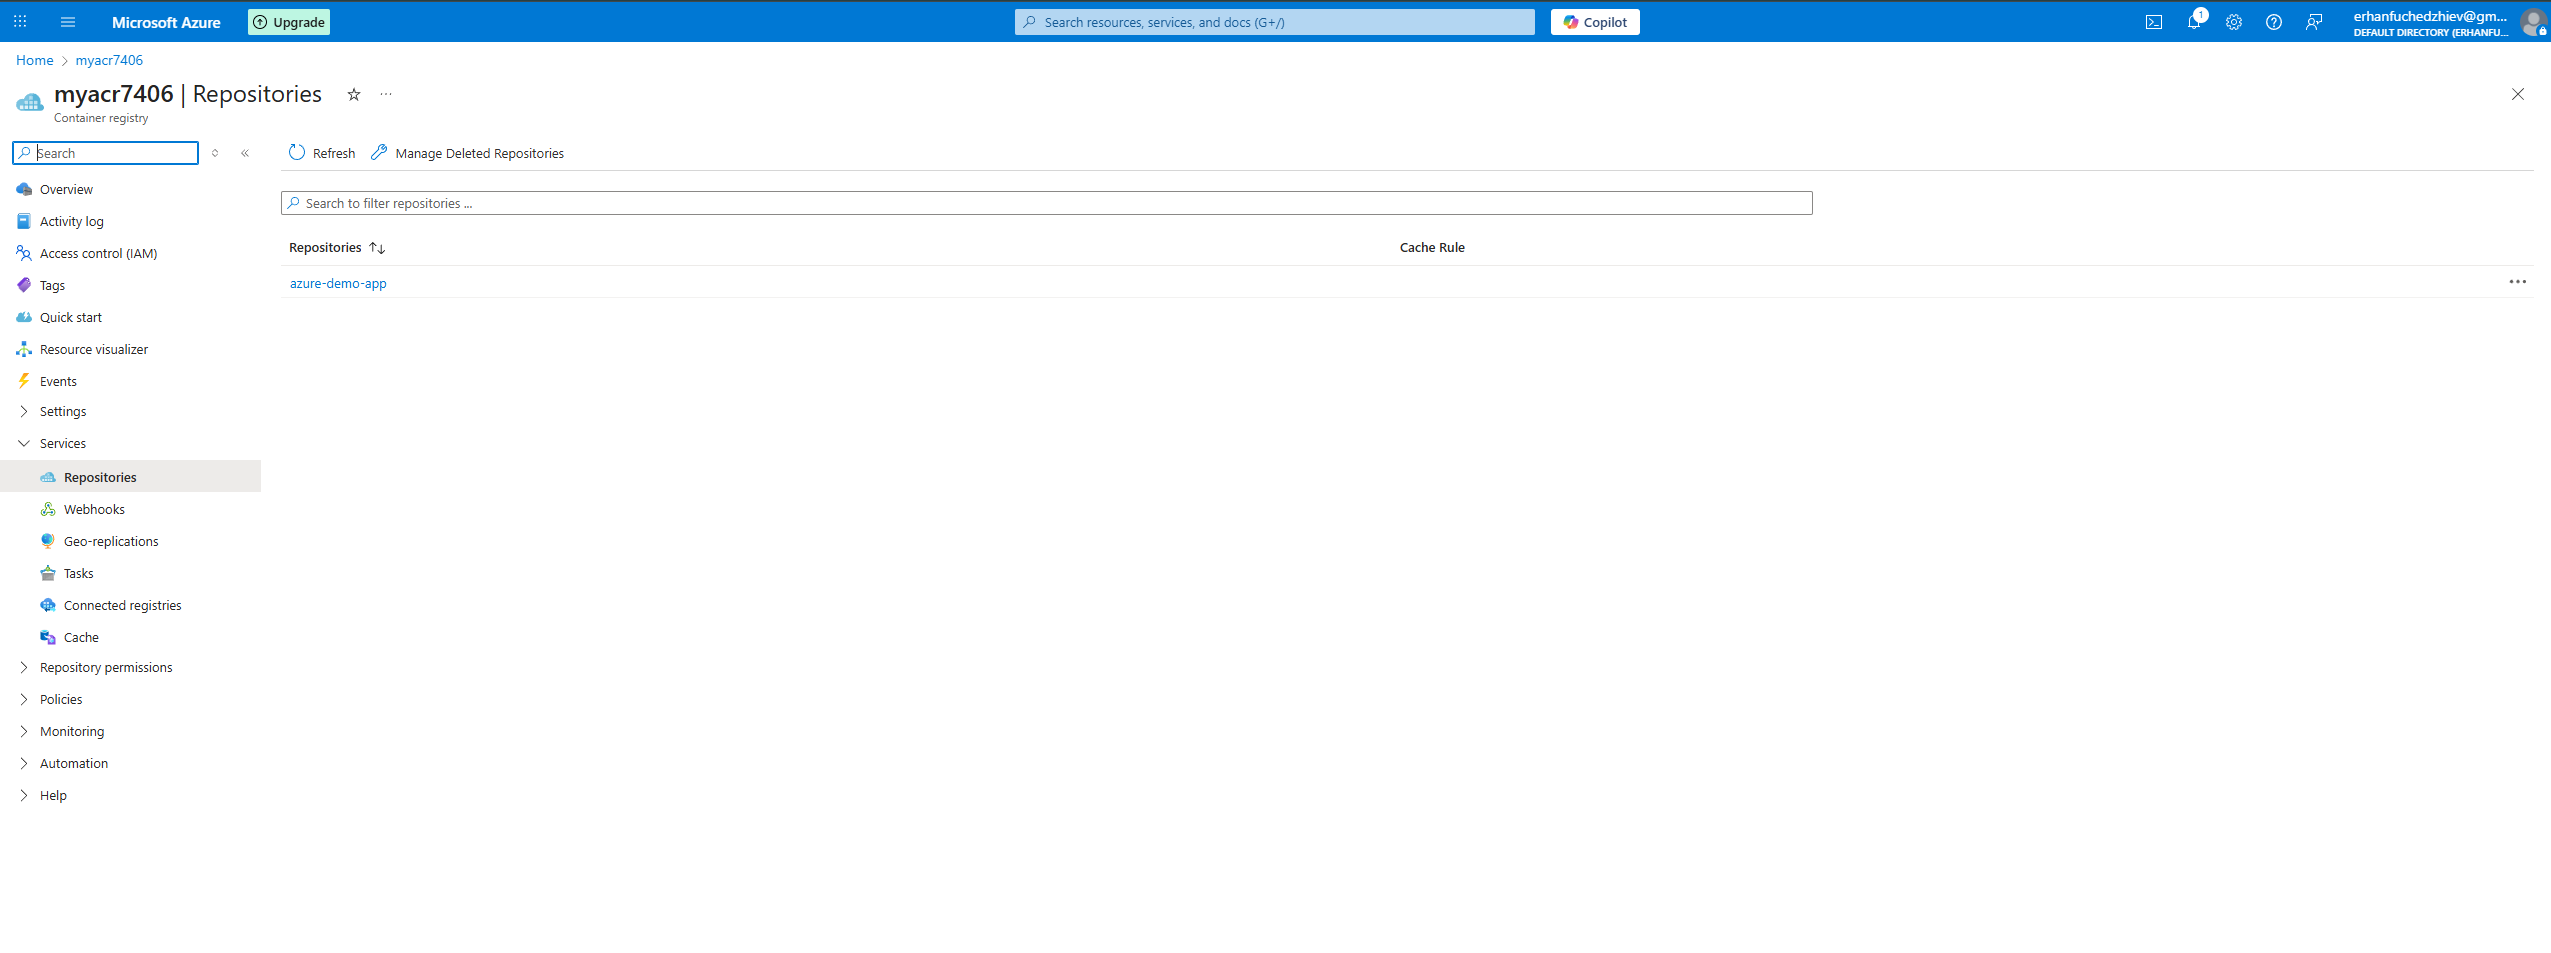 Microsoft Azure
Upgrade
Search resources, services, and docs (G+/)
Copilot
1
erhanfuchedzhiev@gm...
DEFAULT DIRECTORY (ERHANFU...
Home > myacr7406
myacr7406 | Repositories
Container registry
Search
Refresh
Manage Deleted Repositories
Search to filter repositories ...
Repositories
Cache Rule
azure-demo-app
Overview
Activity log
Access control (IAM)
Tags
Quick start
Resource visualizer
Events
Settings
Services
Repositories
Webhooks
Geo-replications
Tasks
Connected registries
Cache
Repository permissions
Policies
Monitoring
Automation
Help